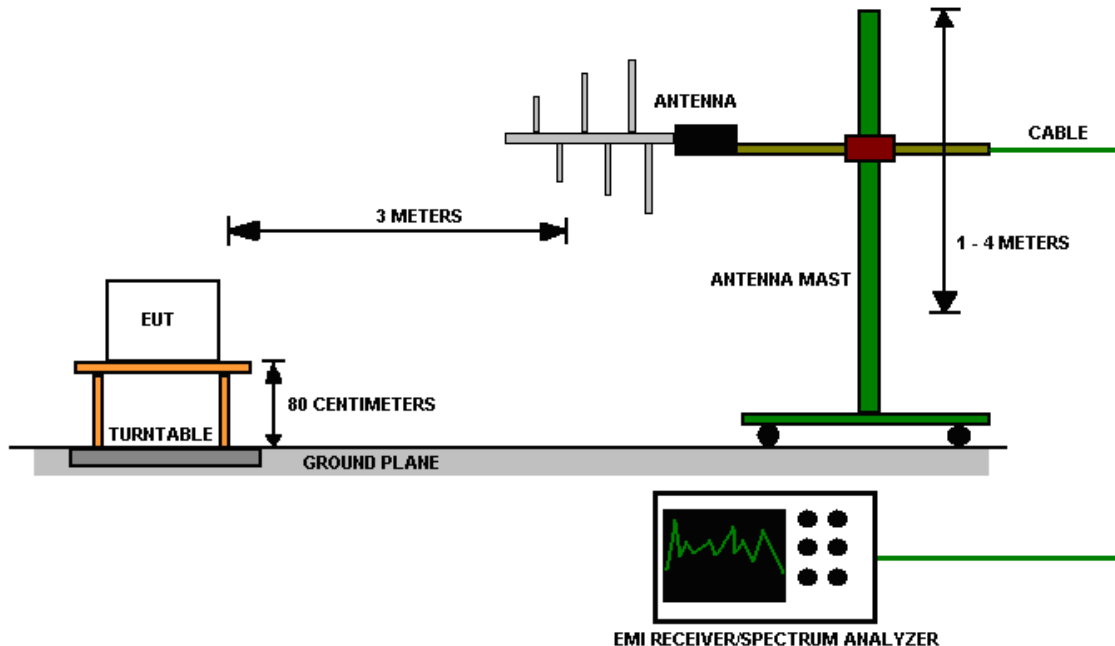 ANTENNA
CABLE
3 METERS
1 - 4 METERS
ANTENNA MAST
EUT
80 CENTIMETERS
TURNTABLE
GROUND PLANE
EMI RECEIVER/SPECTRUM ANALYZER